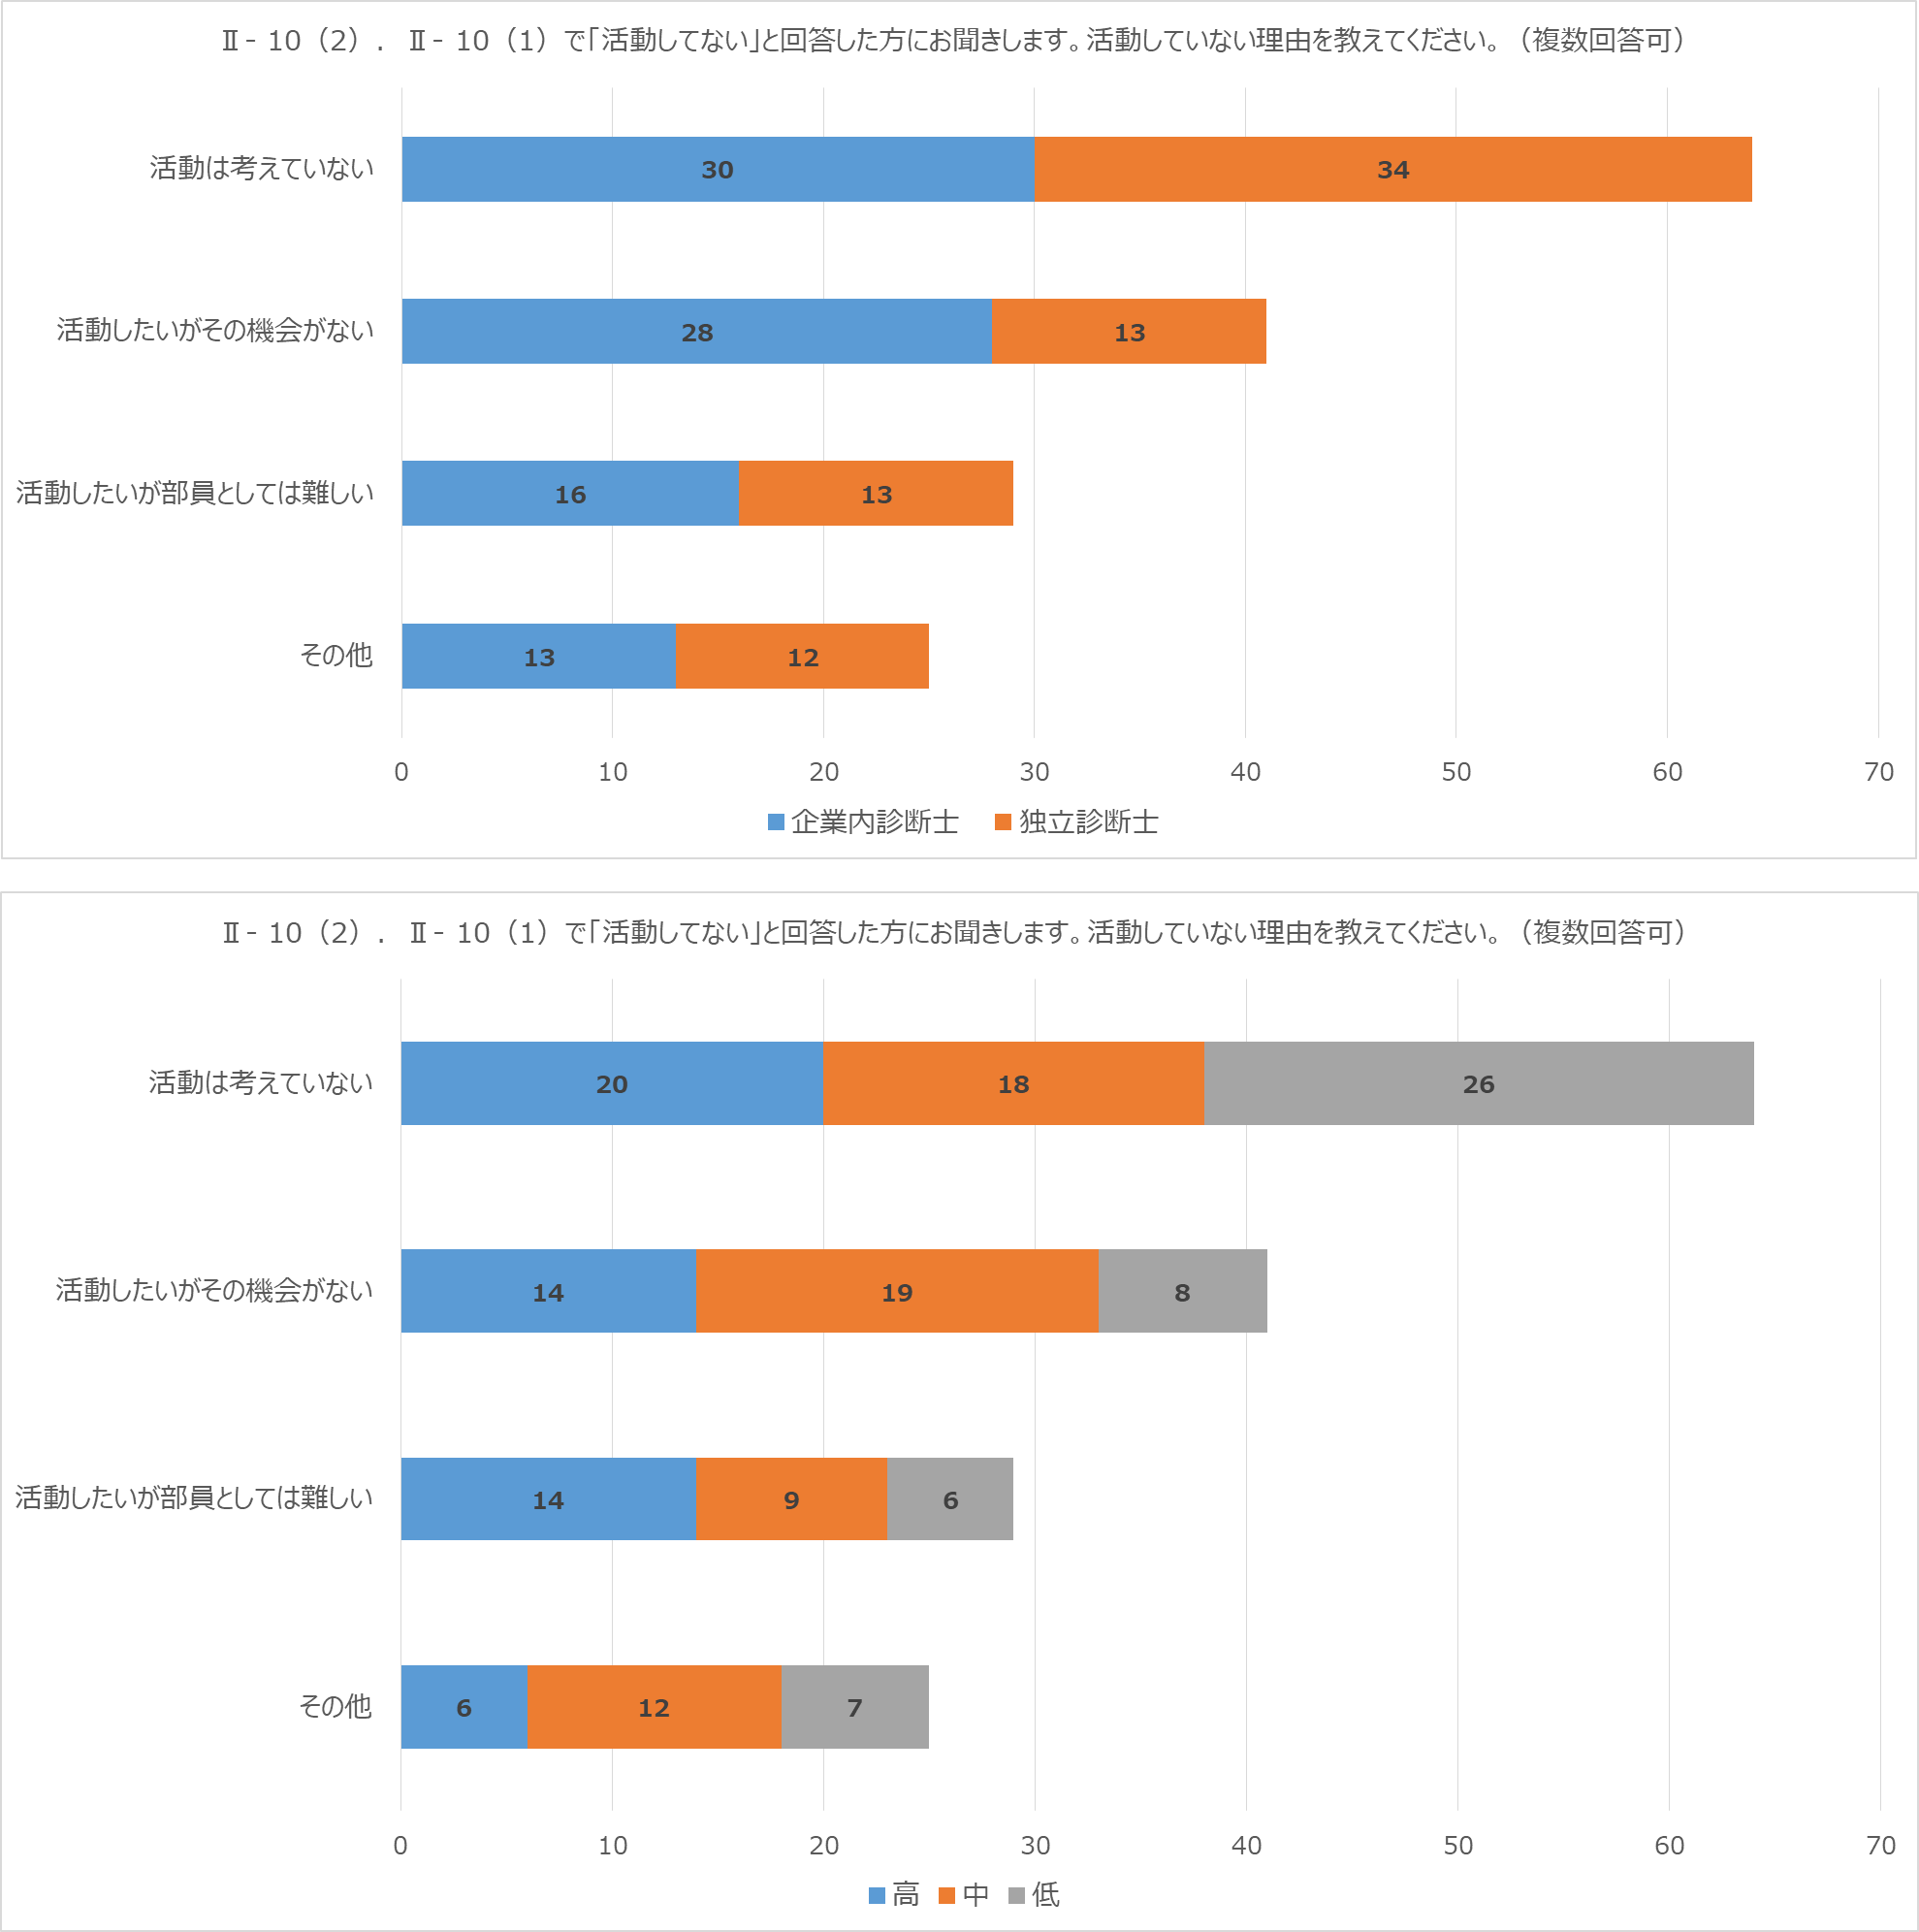 Ⅱ- 10（2）． Ⅱ- 10（1）で「活動してない」と回答した方にお聞きします。活動していない理由を教えてください。（複数回答可）
活動は考えていない 30 34
活動したいがその機会がない 28 13
活動したいが部員としては難しい 16 13
その他 13 12
0 10 20 30 40 50 60 70
企業内診断士 独立診断士
Ⅱ- 10（2）． Ⅱ- 10（1）で「活動してない」と回答した方にお聞きします。活動していない理由を教えてください。（複数回答可）
活動は考えていない 20 18 26
活動したいがその機会がない 14 19 8
活動したいが部員としては難しい 14 9 6
その他 6 12 7
0 10 20 30 40 50 60 70
高 中 低